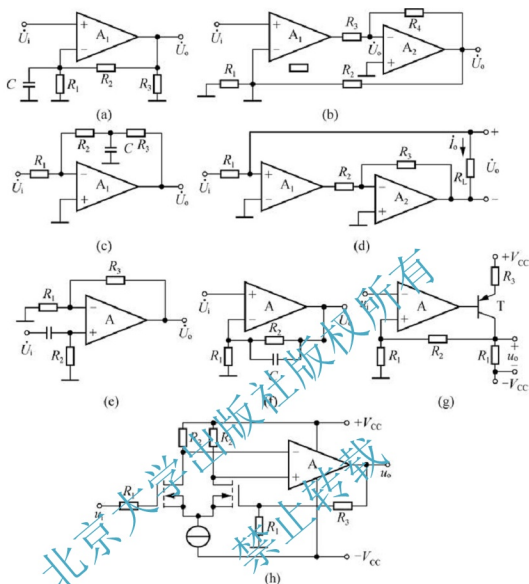 U̇i + A1 U̇o
−
C R1 R2 R3
(a)
U̇i + A1 R3 U̇o R4
− − A2 U̇o
R1 R2 +
(b)
R2 C R5
R1 − A1
U̇i + U̇o
(c)
İo +
R1 − A1 R2 R3 RL U̇o
U̇i + − A2 −
+
(d)
R3
R1 − A U̇o
U̇i + R2
(e)
U̇i + A
− R2
R1 C
(f)
+VCC
R3
− A T
+
R1 R2 R1 + uo −
−VCC
(g)
+VCC
R2 R2 − A uo
+
R1 R3
R1
−VCC
(h)
北京大学出版社版权所有
禁止转载